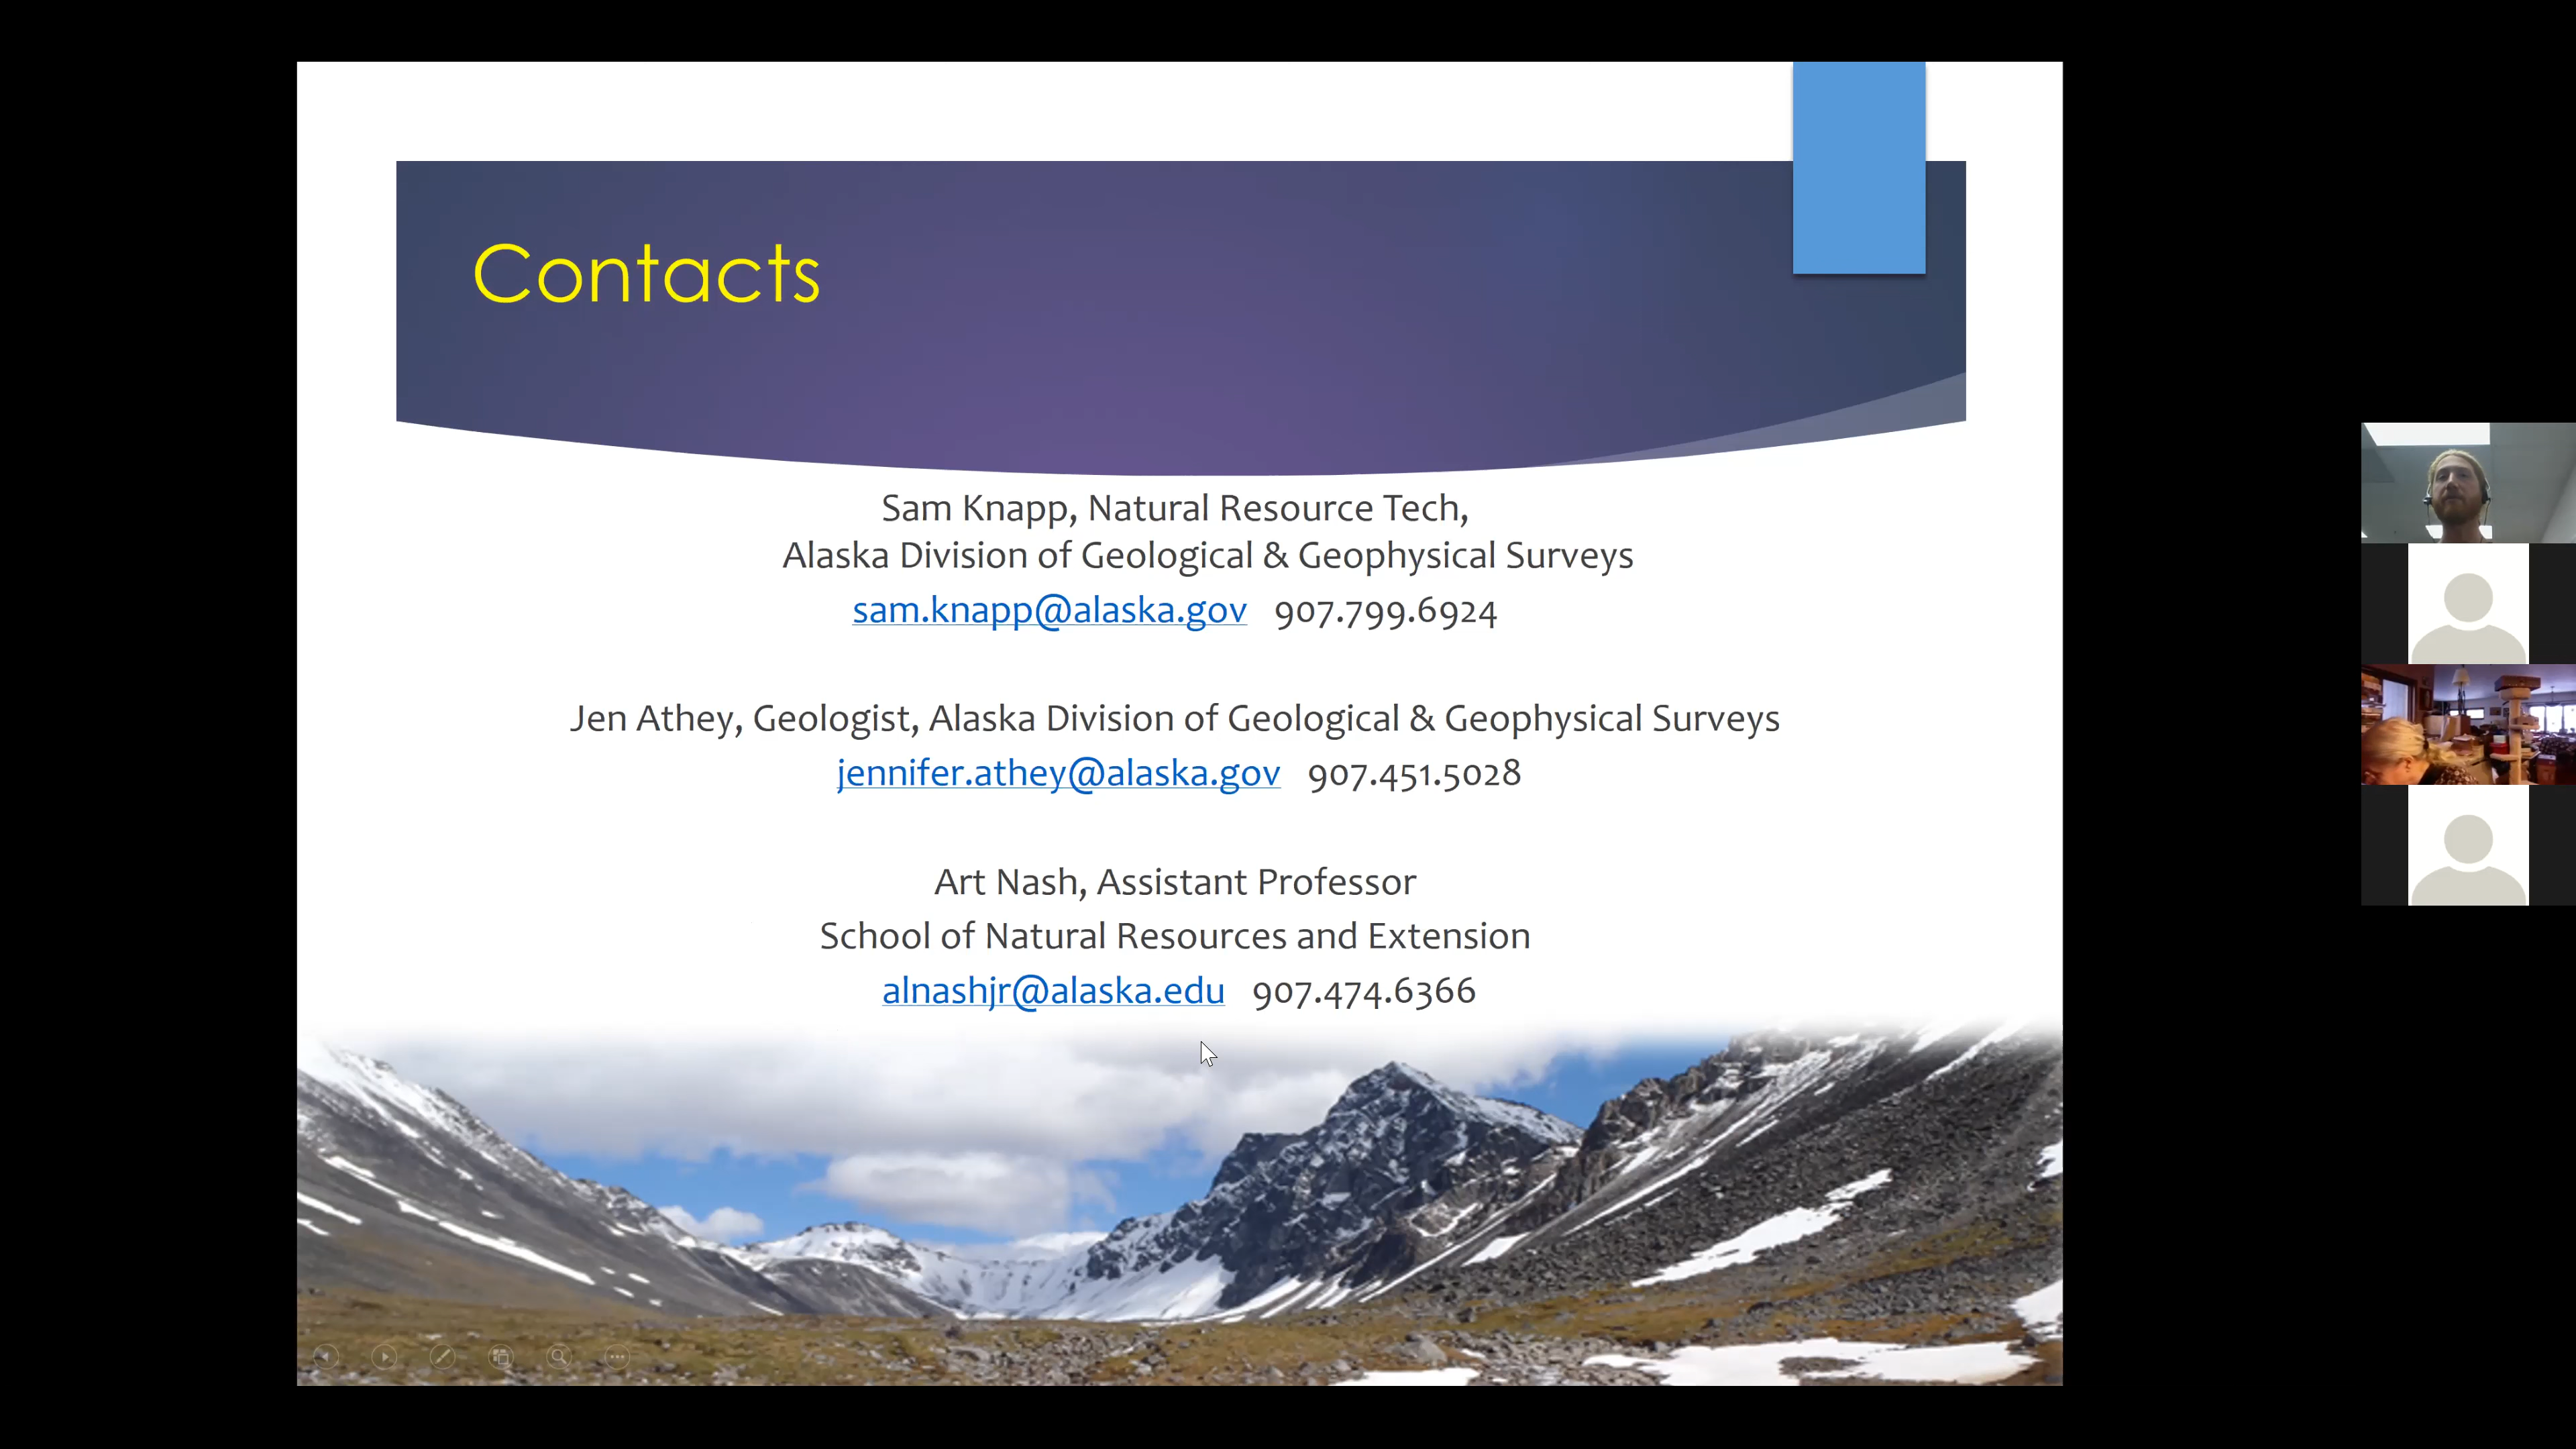 Contacts
Sam Knapp, Natural Resource Tech,
Alaska Division of Geological & Geophysical Surveys
sam.knapp@alaska.gov 907.799.6924
Jen Athey, Geologist, Alaska Division of Geological & Geophysical Surveys
jennifer.athey@alaska.gov 907.451.5028
Art Nash, Assistant Professor
School of Natural Resources and Extension
alnashjr@alaska.edu 907.474.6366